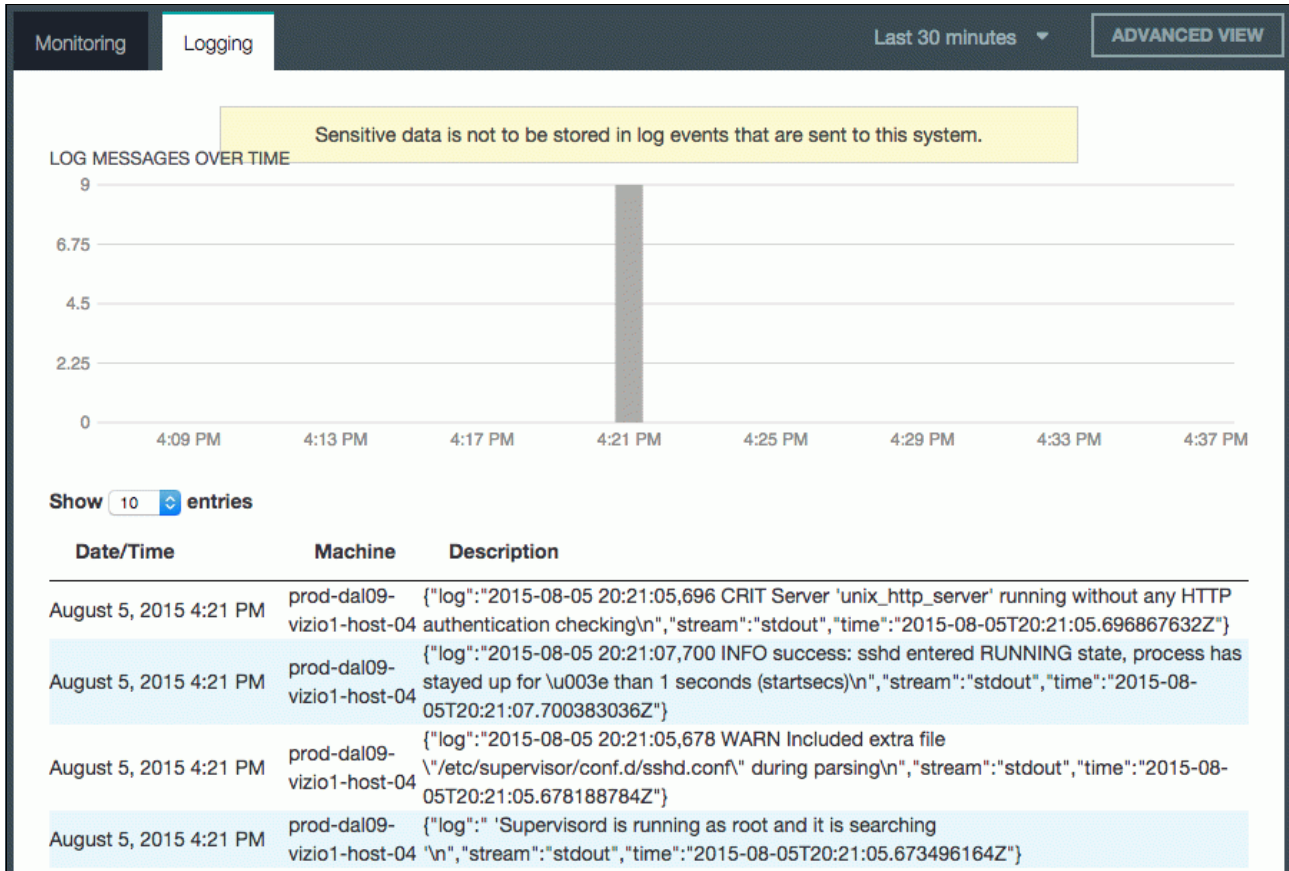 Monitoring Logging Last 30 minutes ADVANCED VIEW
Sensitive data is not to be stored in log events that are sent to this system.
LOG MESSAGES OVER TIME
9
6.75
4.5
2.25
0
4:09 PM 4:13 PM 4:17 PM 4:21 PM 4:25 PM 4:29 PM 4:33 PM 4:37 PM
Show 10 entries
Date/Time Machine Description
August 5, 2015 4:21 PM
prod-dal09-
vizio1-host-04
{"log":"2015-08-05 20:21:05,696 CRIT Server 'unix_http_server' running without any HTTP
authentication checking\n","stream":"stdout","time":"2015-08-05T20:21:05.696867632Z"}
August 5, 2015 4:21 PM
prod-dal09-
vizio1-host-04
{"log":"2015-08-05 20:21:07,700 INFO success: sshd entered RUNNING state, process has
stayed up for \u003e than 1 seconds (startsecs)\n","stream":"stdout","time":"2015-08-
05T20:21:07.700383036Z"}
August 5, 2015 4:21 PM
prod-dal09-
vizio1-host-04
{"log":"2015-08-05 20:21:05,678 WARN Included extra file
\"/etc/supervisor/conf.d/sshd.conf\" during parsing\n","stream":"stdout","time":"2015-08-
05T20:21:05.678188784Z"}
August 5, 2015 4:21 PM
prod-dal09-
vizio1-host-04
{"log":" 'Supervisord is running as root and it is searching
'\n","stream":"stdout","time":"2015-08-05T20:21:05.673496164Z"}